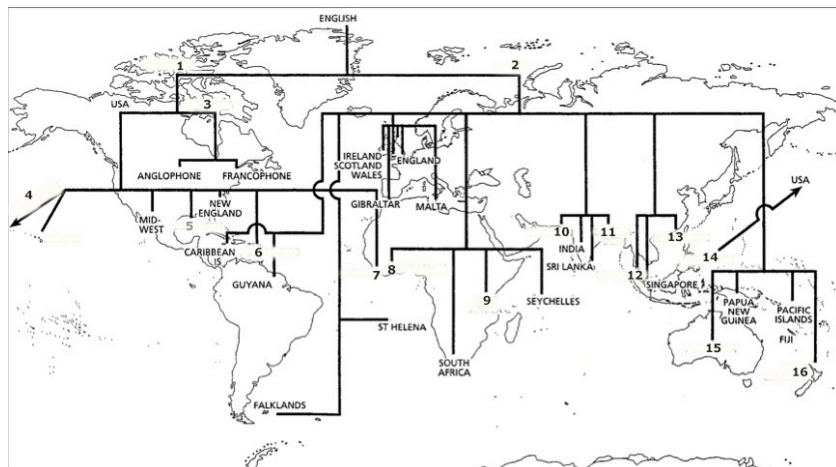 ENGLISH
1
2
USA
3
IRELAND
SCOTLAND
WALES
ENGLAND
ANGLOPHONE
FRANCOPHONE
USA
4
GIBRALTAR
MALTA
NEW
ENGLAND
MID-
WEST
5
10
INDIA
11
13
CARIBBEAN
IS
6
SRI LANKA
14
7
8
12
SINGAPORE
GUYANA
9
SEYCHELLES
PAPUA
NEW
GUINEA
PACIFIC
ISLANDS
ST HELENA
FIJI
15
SOUTH
AFRICA
16
FALKLANDS